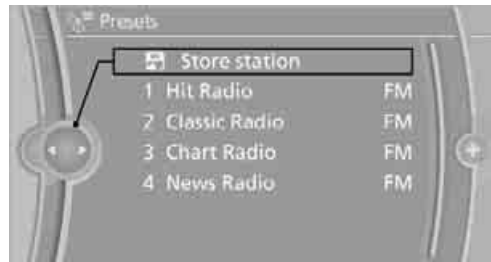 Presets
Store station
1 Hit Radio FM
2 Classic Radio FM
3 Chart Radio FM
4 News Radio FM